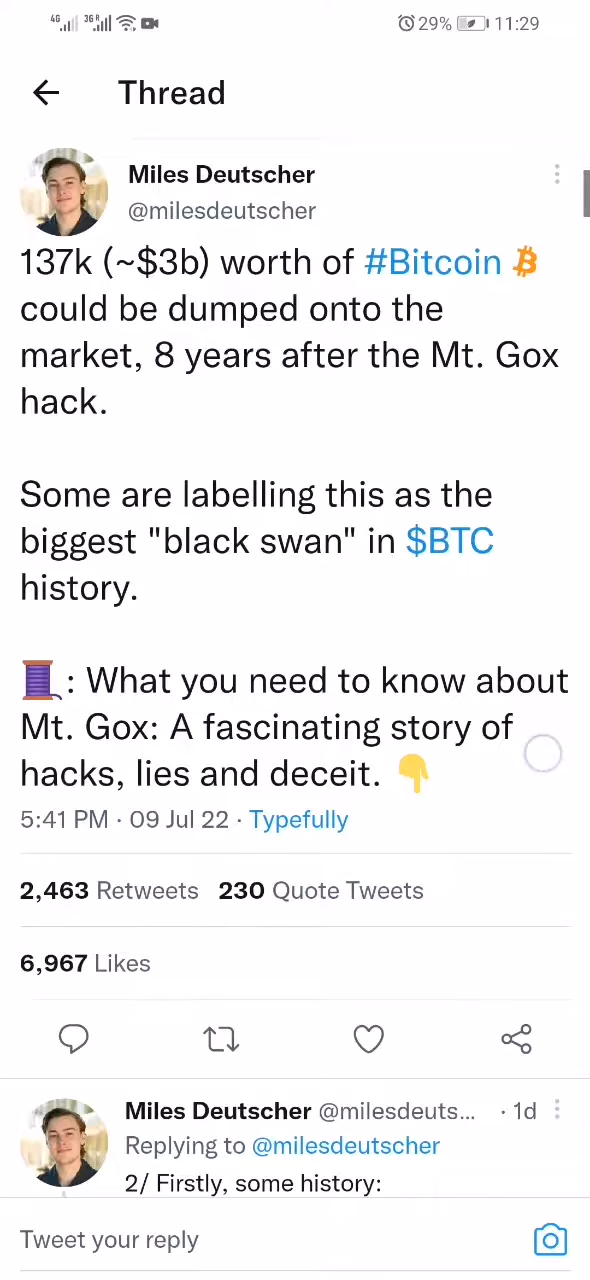 4G 3G R 29% 11:29
Thread
Miles Deutscher
@milesdeutscher
137k (~$3b) worth of #Bitcoin
could be dumped onto the
market, 8 years after the Mt. Gox
hack.
Some are labelling this as the
biggest "black swan" in $BTC
history.
🧵: What you need to know about
Mt. Gox: A fascinating story of
hacks, lies and deceit. 👇
5:41 PM · 09 Jul 22 · Typefully
2,463 Retweets 230 Quote Tweets
6,967 Likes
Miles Deutscher @milesdeuts... · 1d
Replying to @milesdeutscher
2/ Firstly, some history:
Tweet your reply